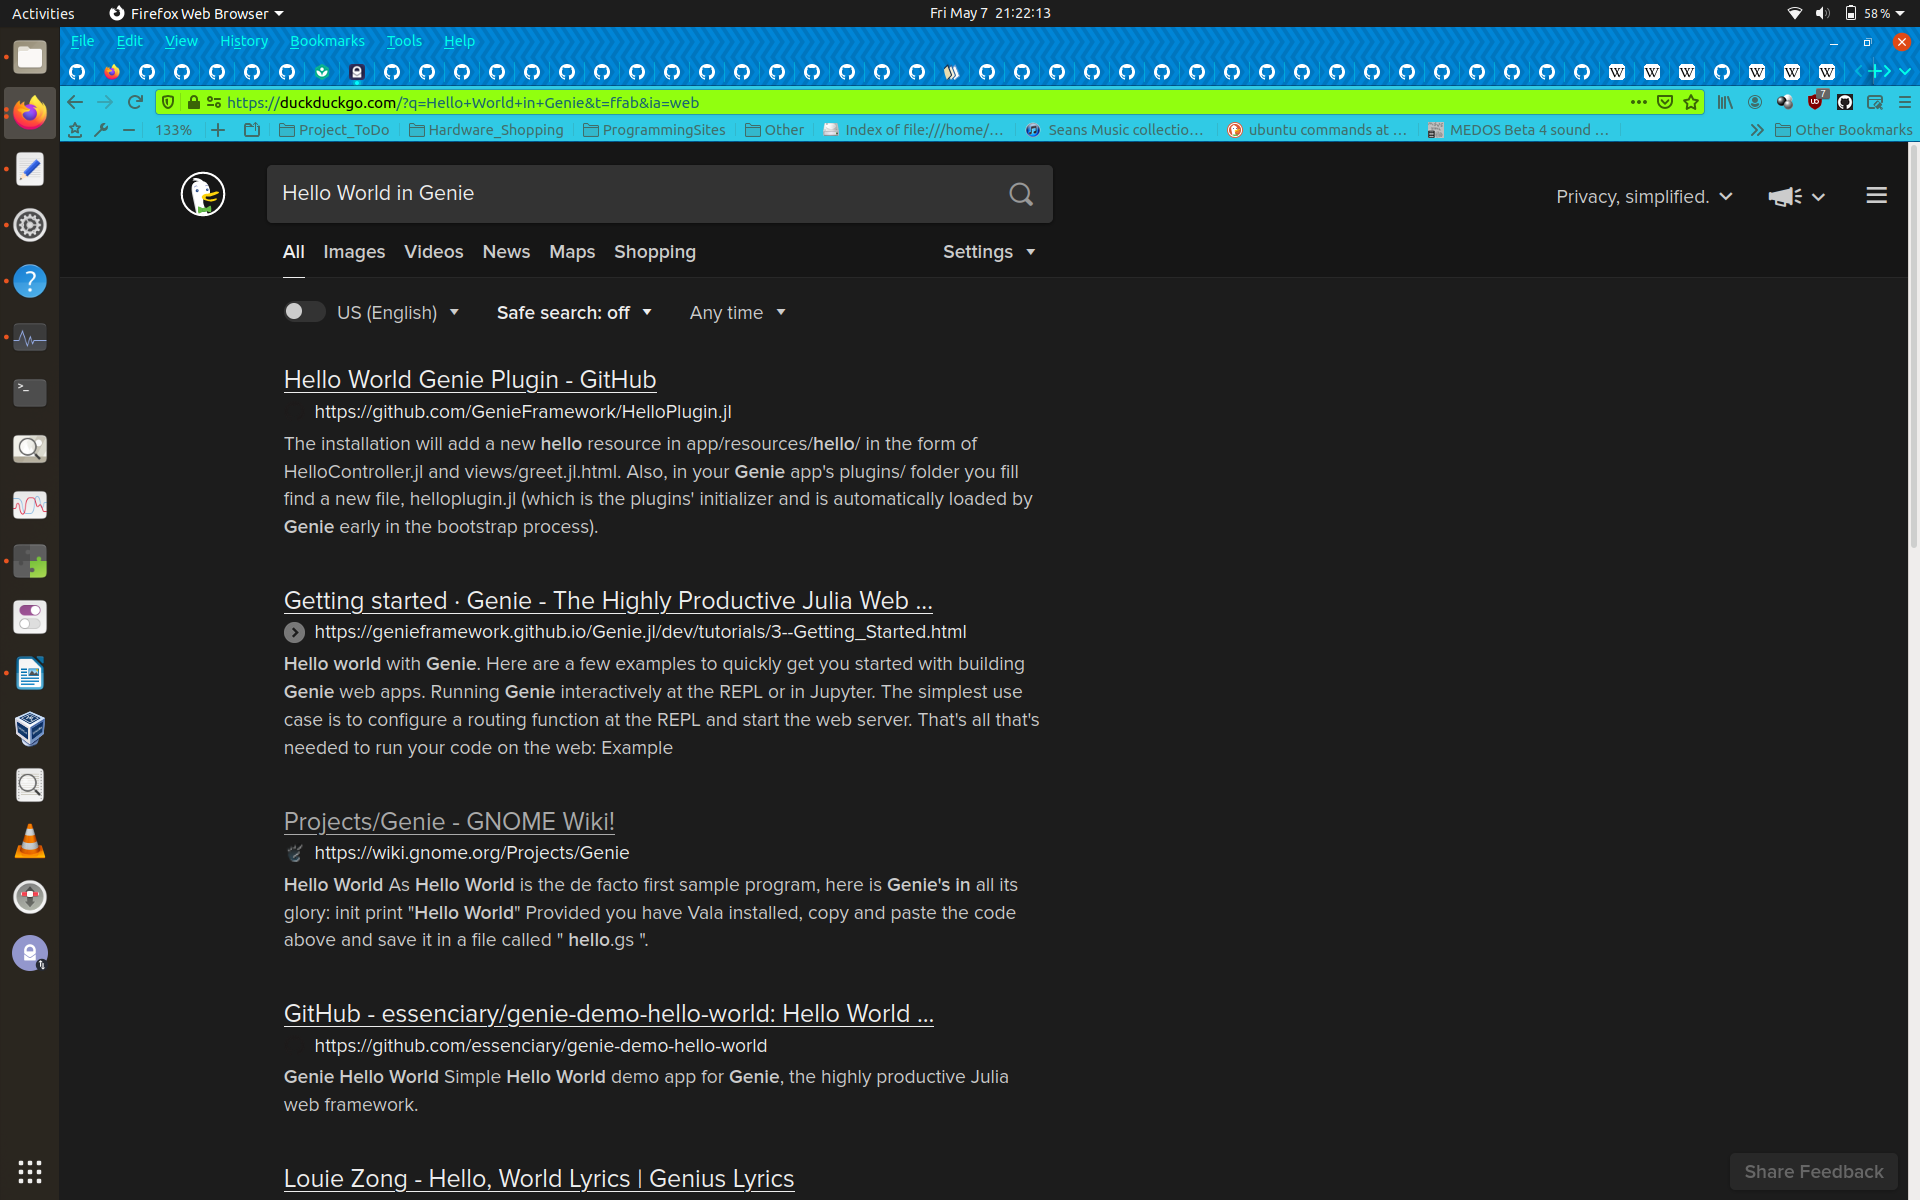 Activities
Firefox Web Browser
Fri May 7 21:22:13
58 %
File Edit View History Bookmarks Tools Help
https://duckduckgo.com/?q=Hello+World+in+Genie&t=ffab&ia=web
7
133%
Project_ToDo
Hardware_Shopping
ProgrammingSites
Other
Index of file:///home/…
Seans Music collectio…
ubuntu commands at …
MEDOS Beta 4 sound …
Other Bookmarks
Hello World in Genie
Privacy, simplified.
All Images Videos News Maps Shopping
Settings
US (English)
Safe search: off
Any time
Hello World Genie Plugin - GitHub
https://github.com/GenieFramework/HelloPlugin.jl
The installation will add a new hello resource in app/resources/hello/ in the form of
HelloController.jl and views/greet.jl.html. Also, in your Genie app's plugins/ folder you fill
find a new file, helloplugin.jl (which is the plugins' initializer and is automatically loaded by
Genie early in the bootstrap process).
Getting started · Genie - The Highly Productive Julia Web ...
https://genieframework.github.io/Genie.jl/dev/tutorials/3--Getting_Started.html
Hello world with Genie. Here are a few examples to quickly get you started with building
Genie web apps. Running Genie interactively at the REPL or in Jupyter. The simplest use
case is to configure a routing function at the REPL and start the web server. That's all that's
needed to run your code on the web: Example
Projects/Genie - GNOME Wiki!
https://wiki.gnome.org/Projects/Genie
Hello World As Hello World is the de facto first sample program, here is Genie's in all its
glory: init print "Hello World" Provided you have Vala installed, copy and paste the code
above and save it in a file called " hello.gs ".
GitHub - essenciary/genie-demo-hello-world: Hello World ...
https://github.com/essenciary/genie-demo-hello-world
Genie Hello World Simple Hello World demo app for Genie, the highly productive Julia
web framework.
Louie Zong - Hello, World Lyrics | Genius Lyrics
Share Feedback